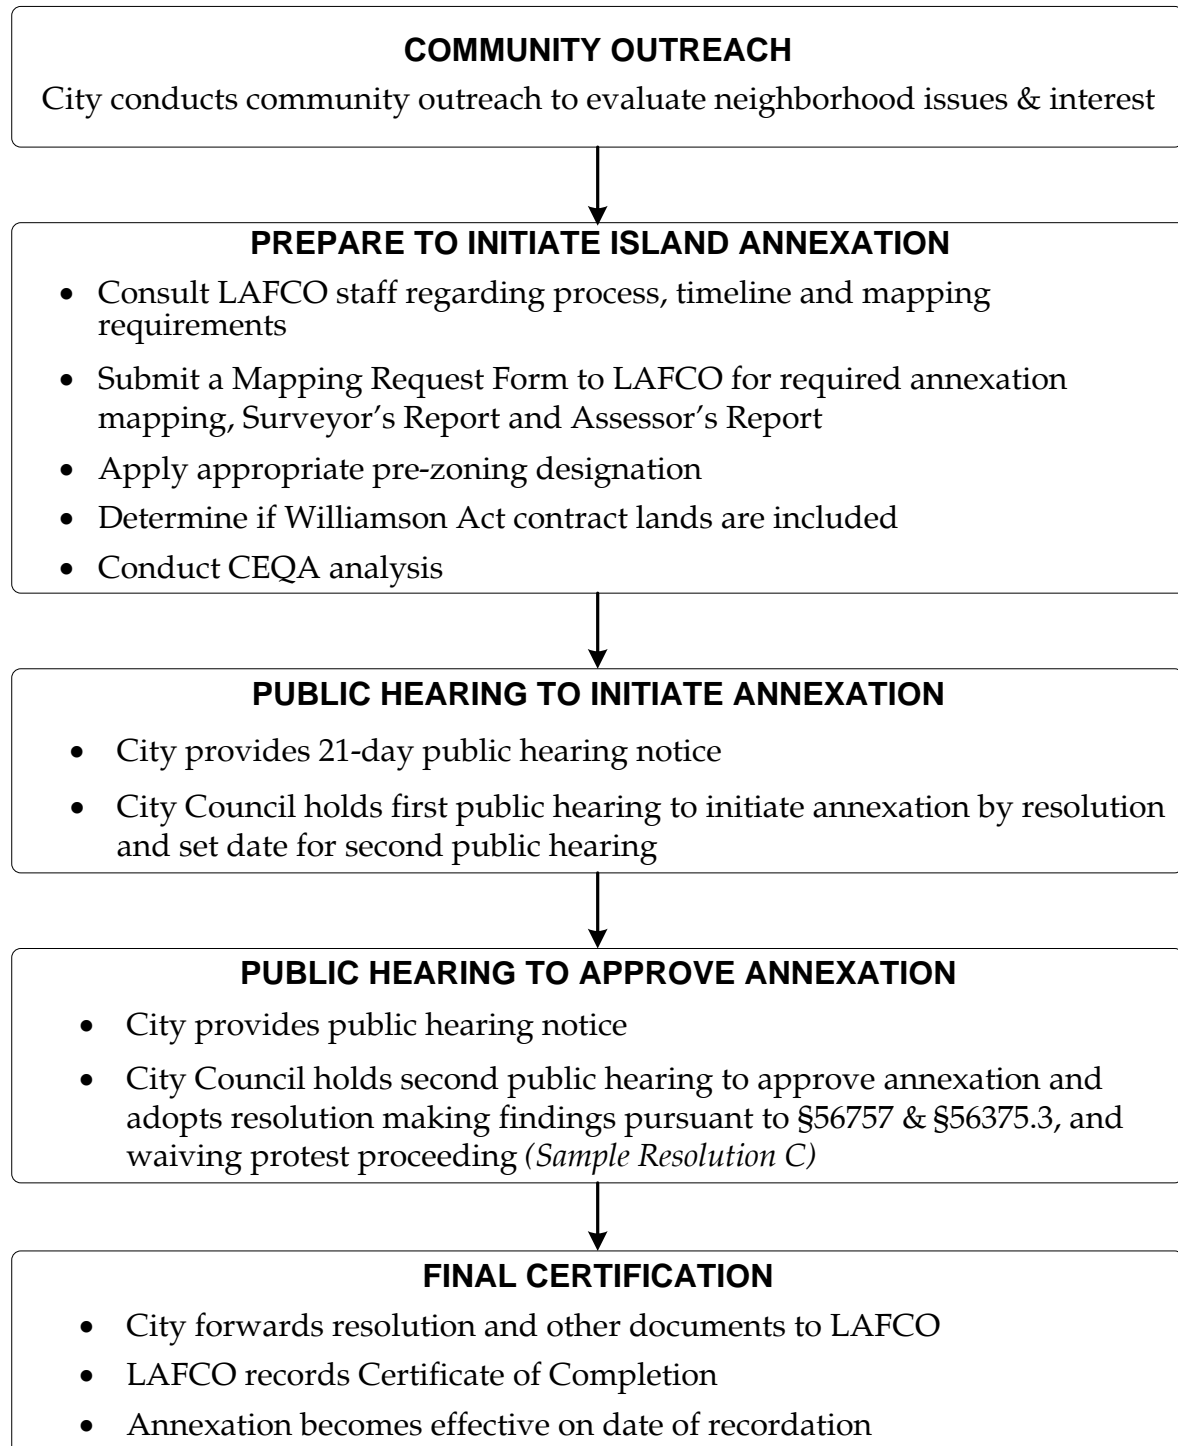 COMMUNITY OUTREACH
City conducts community outreach to evaluate neighborhood issues & interest
PREPARE TO INITIATE ISLAND ANNEXATION
• Consult LAFCO staff regarding process, timeline and mapping
requirements
• Submit a Mapping Request Form to LAFCO for required annexation
mapping, Surveyor’s Report and Assessor’s Report
• Apply appropriate pre-zoning designation
• Determine if Williamson Act contract lands are included
• Conduct CEQA analysis
PUBLIC HEARING TO INITIATE ANNEXATION
• City provides 21-day public hearing notice
• City Council holds first public hearing to initiate annexation by resolution
and set date for second public hearing
PUBLIC HEARING TO APPROVE ANNEXATION
• City provides public hearing notice
• City Council holds second public hearing to approve annexation and
adopts resolution making findings pursuant to §56757 & §56375.3, and
waiving protest proceeding (Sample Resolution C)
FINAL CERTIFICATION
• City forwards resolution and other documents to LAFCO
• LAFCO records Certificate of Completion
• Annexation becomes effective on date of recordation